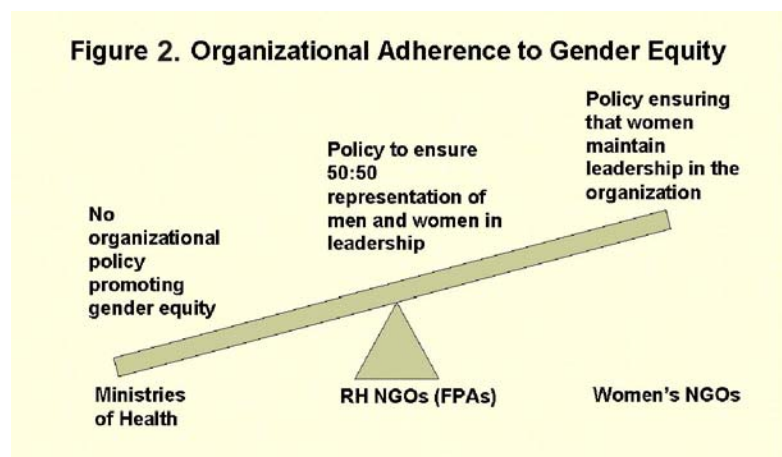 Figure 2. Organizational Adherence to Gender Equity
No
organizational
policy
promoting
gender equity
Policy to ensure
50:50
representation of
men and women in
leadership
Policy ensuring
that women
maintain
leadership in the
organization
Ministries
of Health
RH NGOs (FPAs)
Women's NGOs